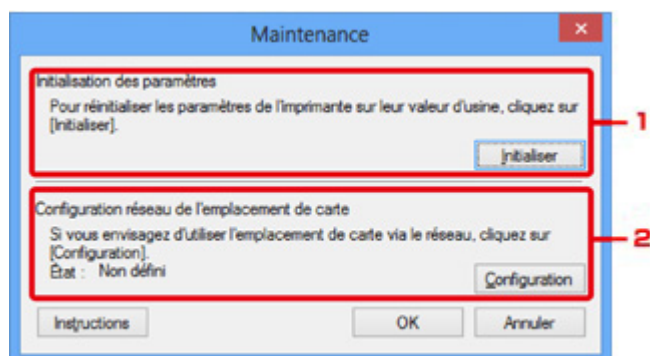 Maintenance
Initialisation des paramètres
Pour réinitialiser les paramètres de l'imprimante sur leur valeur d'usine, cliquez sur
[Initialiser].
1
Initialiser
Configuration réseau de l'emplacement de carte
Si vous envisagez d'utiliser l'emplacement de carte via le réseau, cliquez sur
[Configuration].
2
État : Non défini
Configuration
Instructions OK Annuler